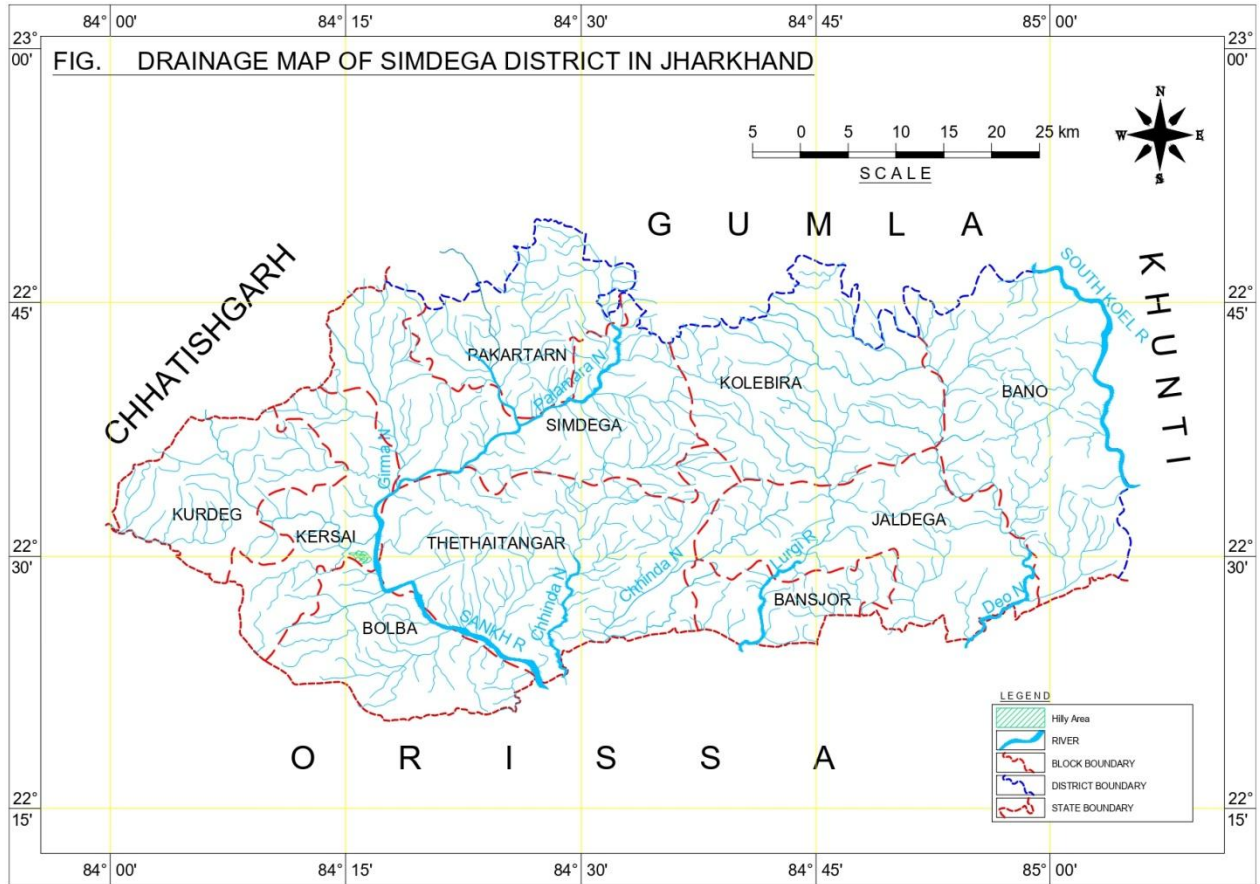 84° 00'
84° 15'
84° 30'
84° 45'
85° 00'
23°
00'
23°
00'
FIG. DRAINAGE MAP OF SIMDEGA DISTRICT IN JHARKHAND
N
W
E
S
5 0 5 10 15 20 25 km
SCALE
GUMLA
CHHATISHGARH
KHUNTI
SOUTH KOEL R
22°
45'
22°
45'
PAKARTARN
Palamara N
KOLEBIRA
BANO
SIMDEGA
Girma N
KURDEG
KERSAI
THETHAITANGAR
JALDEGA
22°
30'
22°
30'
Chhinda N
Chhinda N
Lurgi R
BANSJOR
Deo N
BOLBA
SANKH R
ORISSA
LEGEND
Hilly Area
RIVER
BLOCK BOUNDARY
DISTRICT BOUNDARY
STATE BOUNDARY
22°
15'
22°
15'
84° 00'
84° 15'
84° 30'
84° 45'
85° 00'